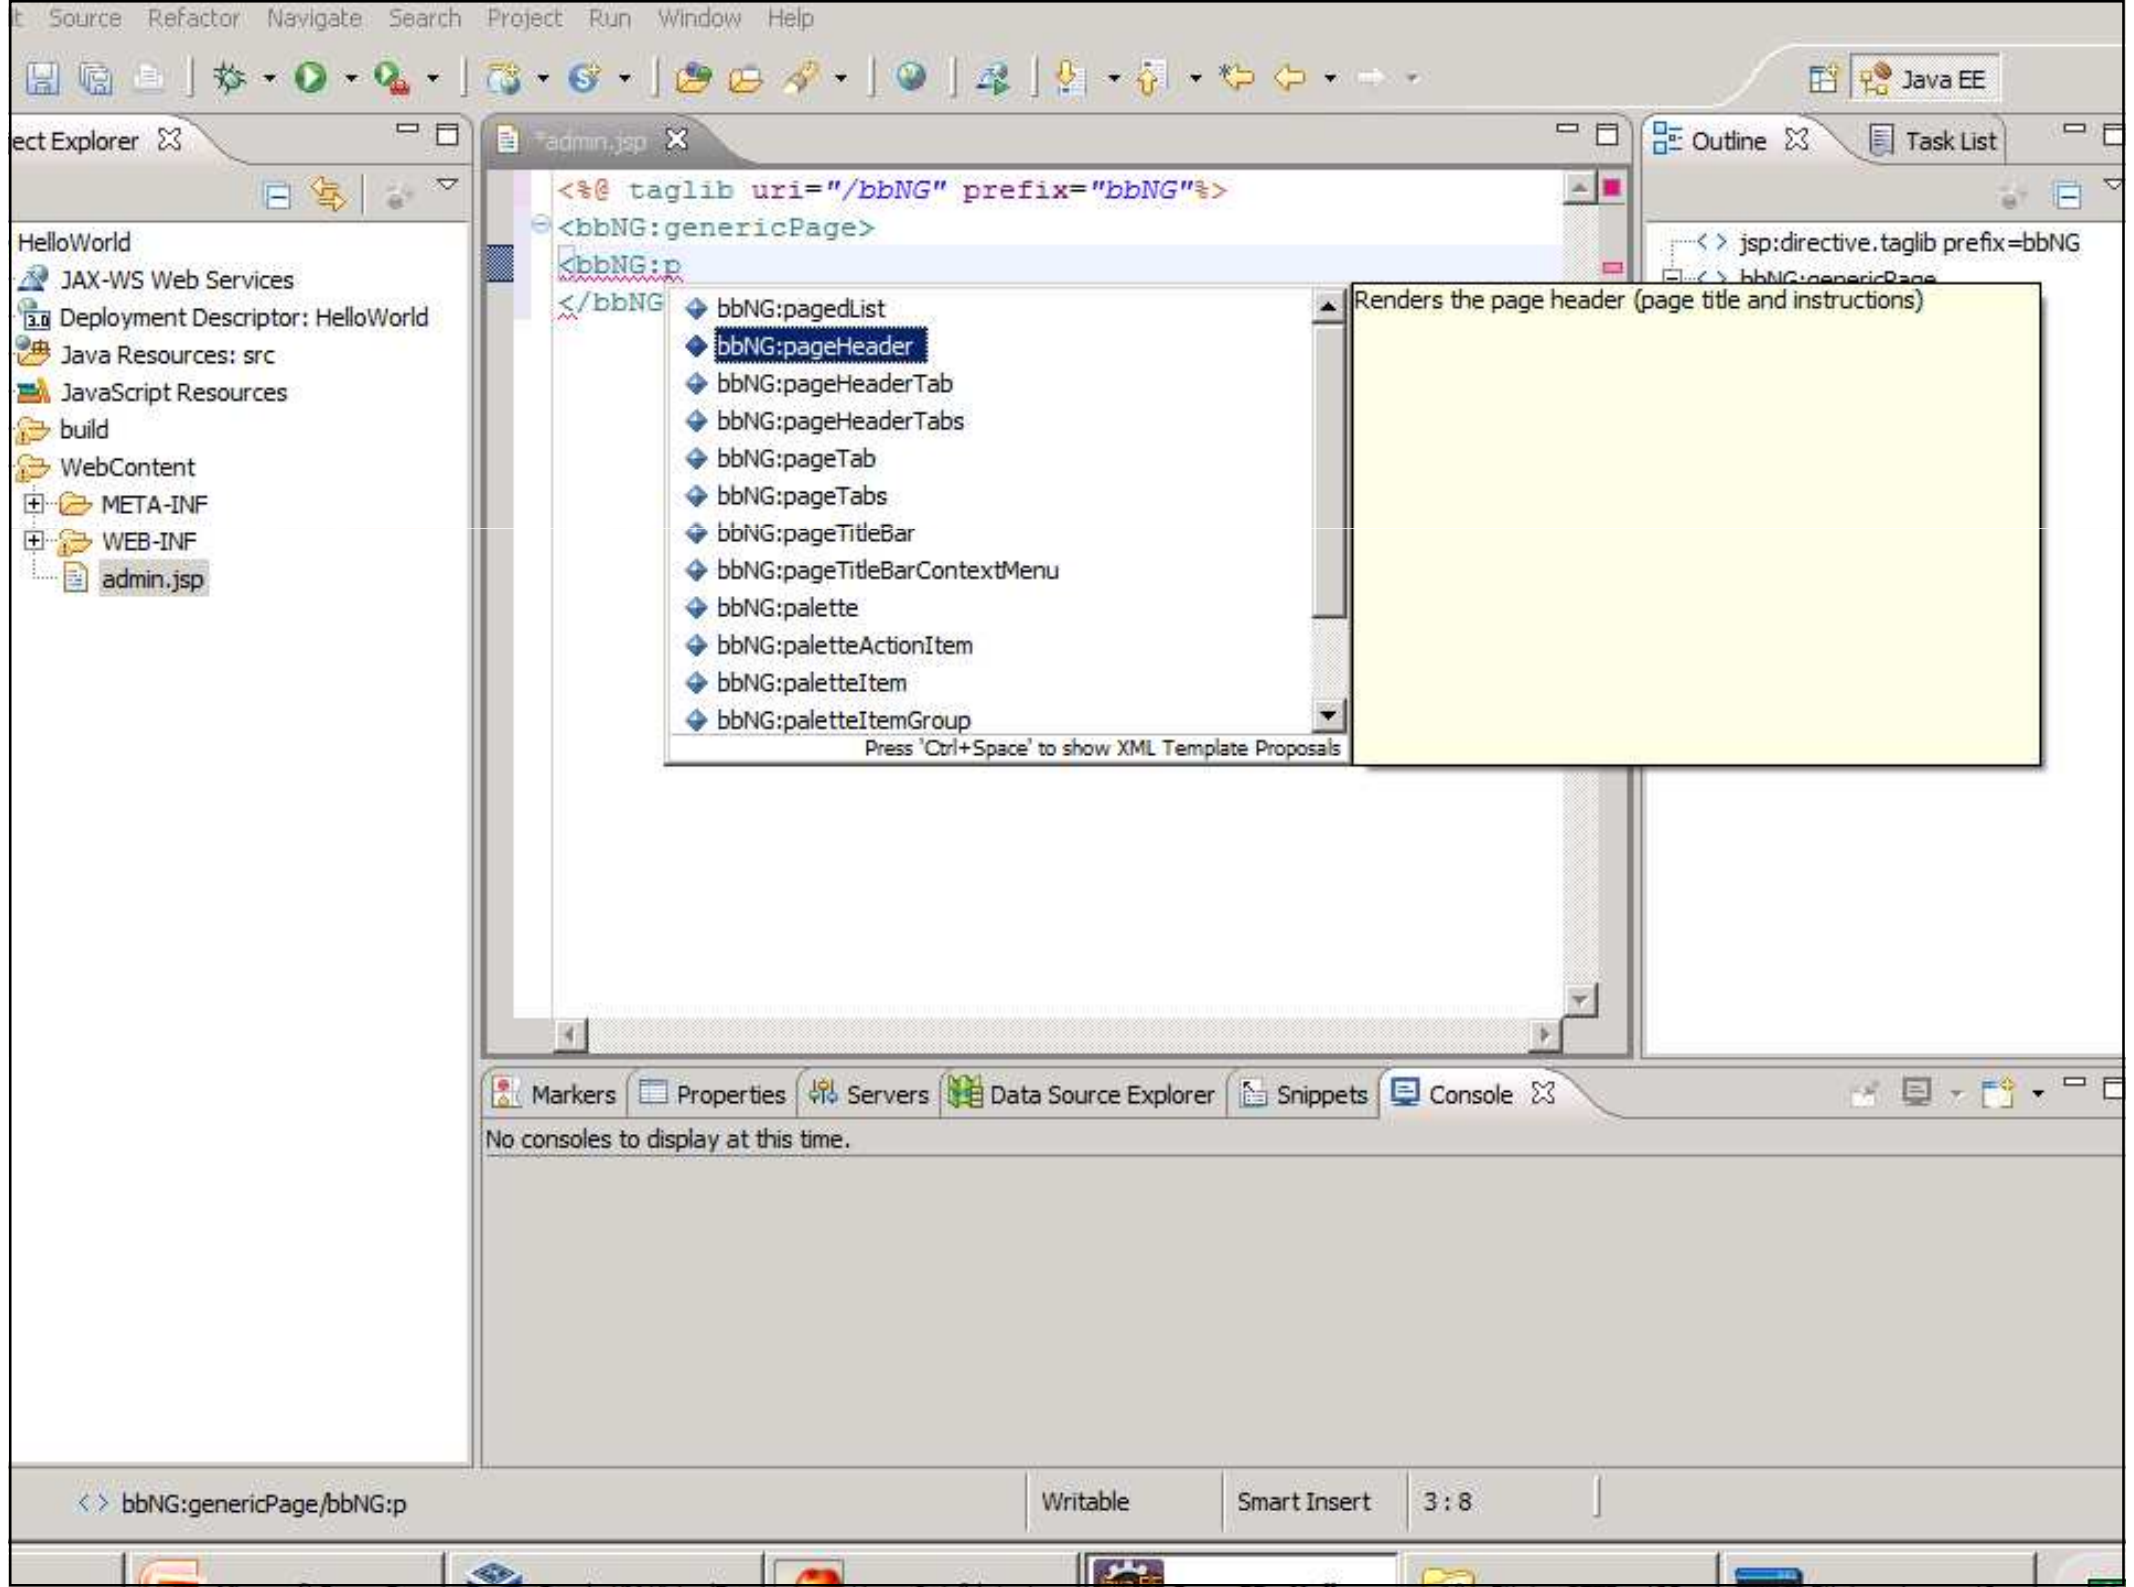 Source Refactor Navigate Search Project Run Window Help
Java EE
ect Explorer
*admin.jsp
Outline
Task List
HelloWorld
JAX-WS Web Services
3.0 Deployment Descriptor: HelloWorld
Java Resources: src
JavaScript Resources
build
WebContent
META-INF
WEB-INF
admin.jsp
<%@ taglib uri="/bbNG" prefix="bbNG"%>
<bbNG:genericPage>
<bbNG:p
</bbNG
bbNG:pagedList
bbNG:pageHeader
bbNG:pageHeaderTab
bbNG:pageHeaderTabs
bbNG:pageTab
bbNG:pageTabs
bbNG:pageTitleBar
bbNG:pageTitleBarContextMenu
bbNG:palette
bbNG:paletteActionItem
bbNG:paletteItem
bbNG:paletteItemGroup
Press 'Ctrl+Space' to show XML Template Proposals
Renders the page header (page title and instructions)
jsp:directive.taglib prefix=bbNG
bbNG:genericPage
Markers Properties Servers Data Source Explorer Snippets Console
No consoles to display at this time.
bbNG:genericPage/bbNG:p
Writable
Smart Insert
3 : 8